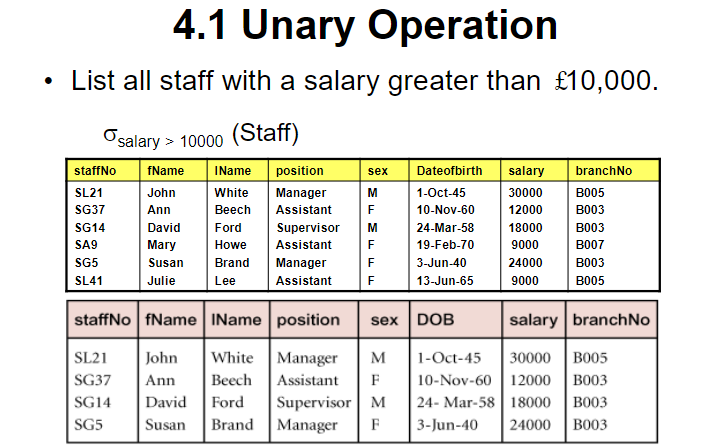 4.1 Unary Operation
• List all staff with a salary greater than £10,000.
σsalary > 10000 (Staff)
staffNo fName lName position sex Dateofbirth salary branchNo
SL21 John White Manager M 1-Oct-45 30000 B005
SG37 Ann Beech Assistant F 10-Nov-60 12000 B003
SG14 David Ford Supervisor M 24-Mar-58 18000 B003
SA9 Mary Howe Assistant F 19-Feb-70 9000 B007
SG5 Susan Brand Manager F 3-Jun-40 24000 B003
SL41 Julie Lee Assistant F 13-Jun-65 9000 B005
staffNo fName lName position sex DOB salary branchNo
SL21 John White Manager M 1-Oct-45 30000 B005
SG37 Ann Beech Assistant F 10-Nov-60 12000 B003
SG14 David Ford Supervisor M 24- Mar-58 18000 B003
SG5 Susan Brand Manager F 3-Jun-40 24000 B003